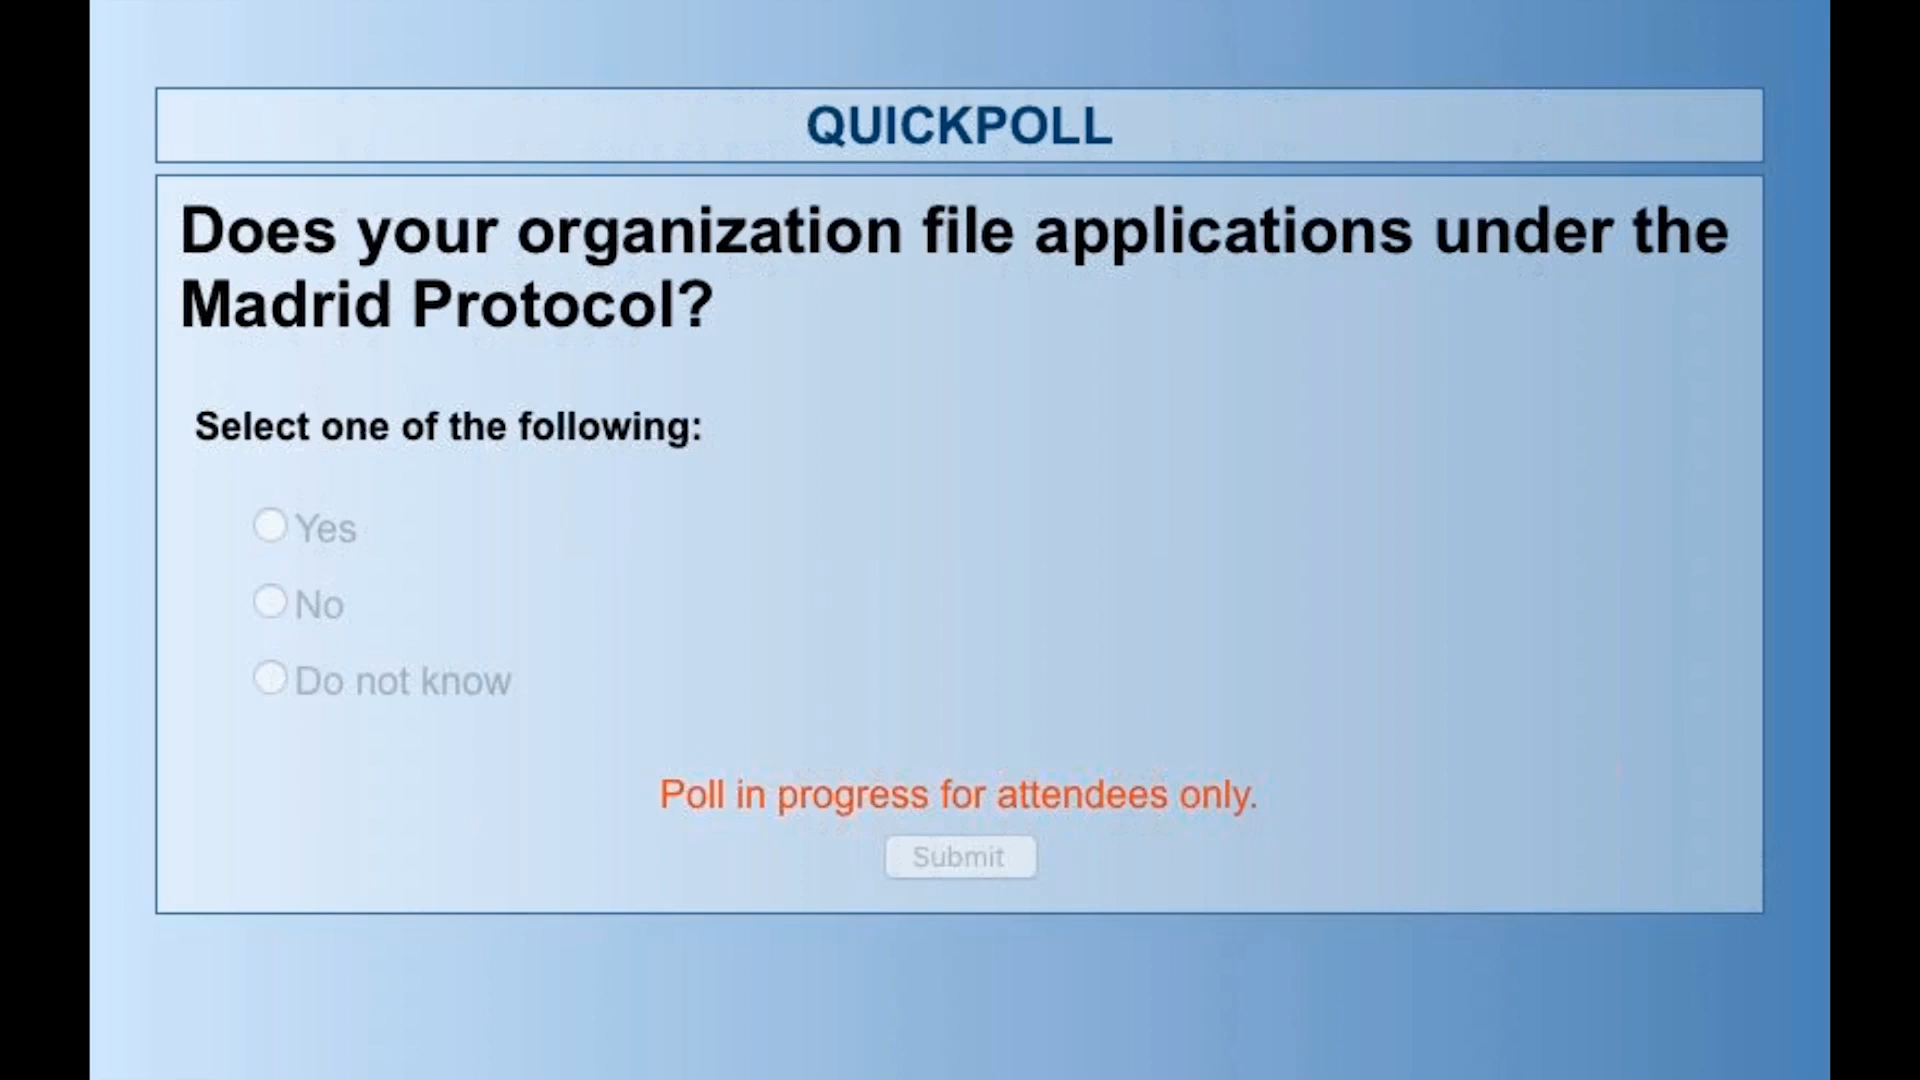 QUICKPOLL
Does your organization file applications under the
Madrid Protocol?
Select one of the following:
Yes
No
Do not know
Poll in progress for attendees only.
Submit